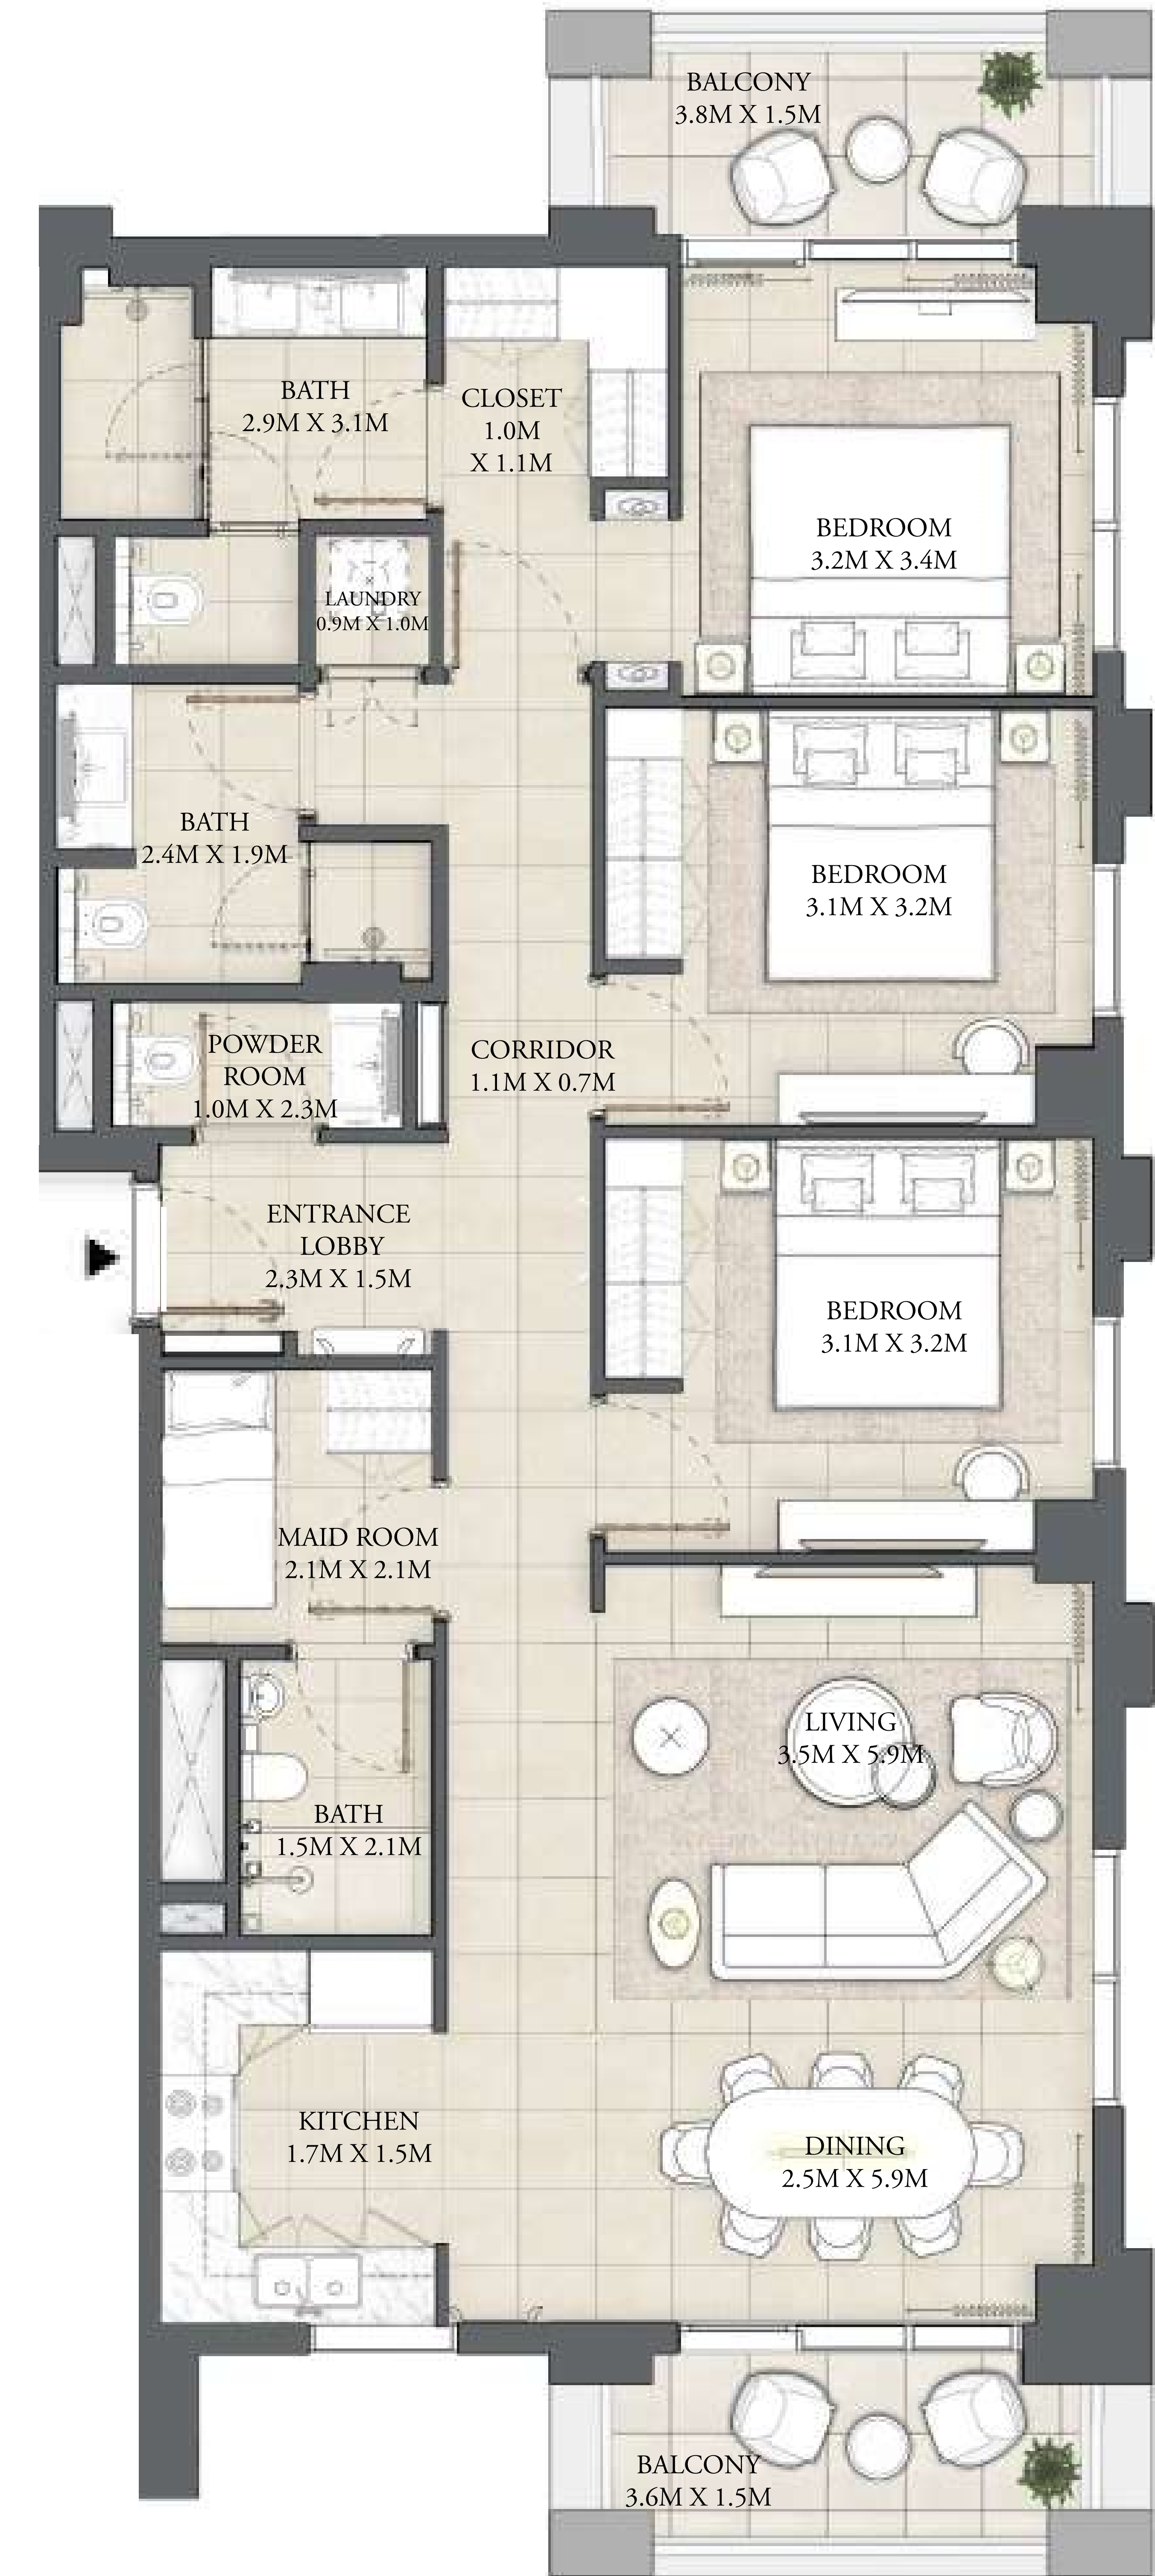 BALCONY
3.8M X 1.5M
BATH
2.9M X 3.1M
CLOSET
1.0M
X 1.1M
BEDROOM
3.2M X 3.4M
LAUNDRY
0.9M X 1.0M
BATH
2.4M X 1.9M
BEDROOM
3.1M X 3.2M
POWDER
ROOM
1.0M X 2.3M
CORRIDOR
1.1M X 0.7M
ENTRANCE
LOBBY
2.3M X 1.5M
BEDROOM
3.1M X 3.2M
MAID ROOM
2.1M X 2.1M
LIVING
3.5M X 5.9M
BATH
1.5M X 2.1M
KITCHEN
1.7M X 1.5M
DINING
2.5M X 5.9M
BALCONY
3.6M X 1.5M